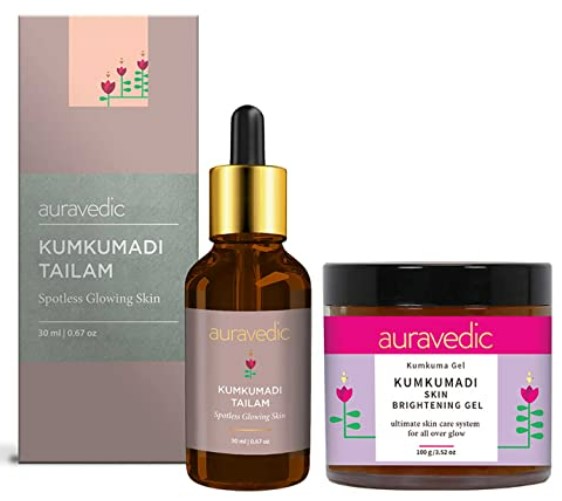 auravedic
KUMKUMADI
TAILAM
Spotless Glowing Skin
30 ml | 0.67 oz
auravedic
KUMKUMADI
TAILAM
Spotless Glowing Skin
30 ml | 0.67 oz
auravedic
Kumkuma Gel
KUMKUMADI
SKIN
BRIGHTENING GEL
ultimate skin care system
for all over glow
100 g / 3.52 oz